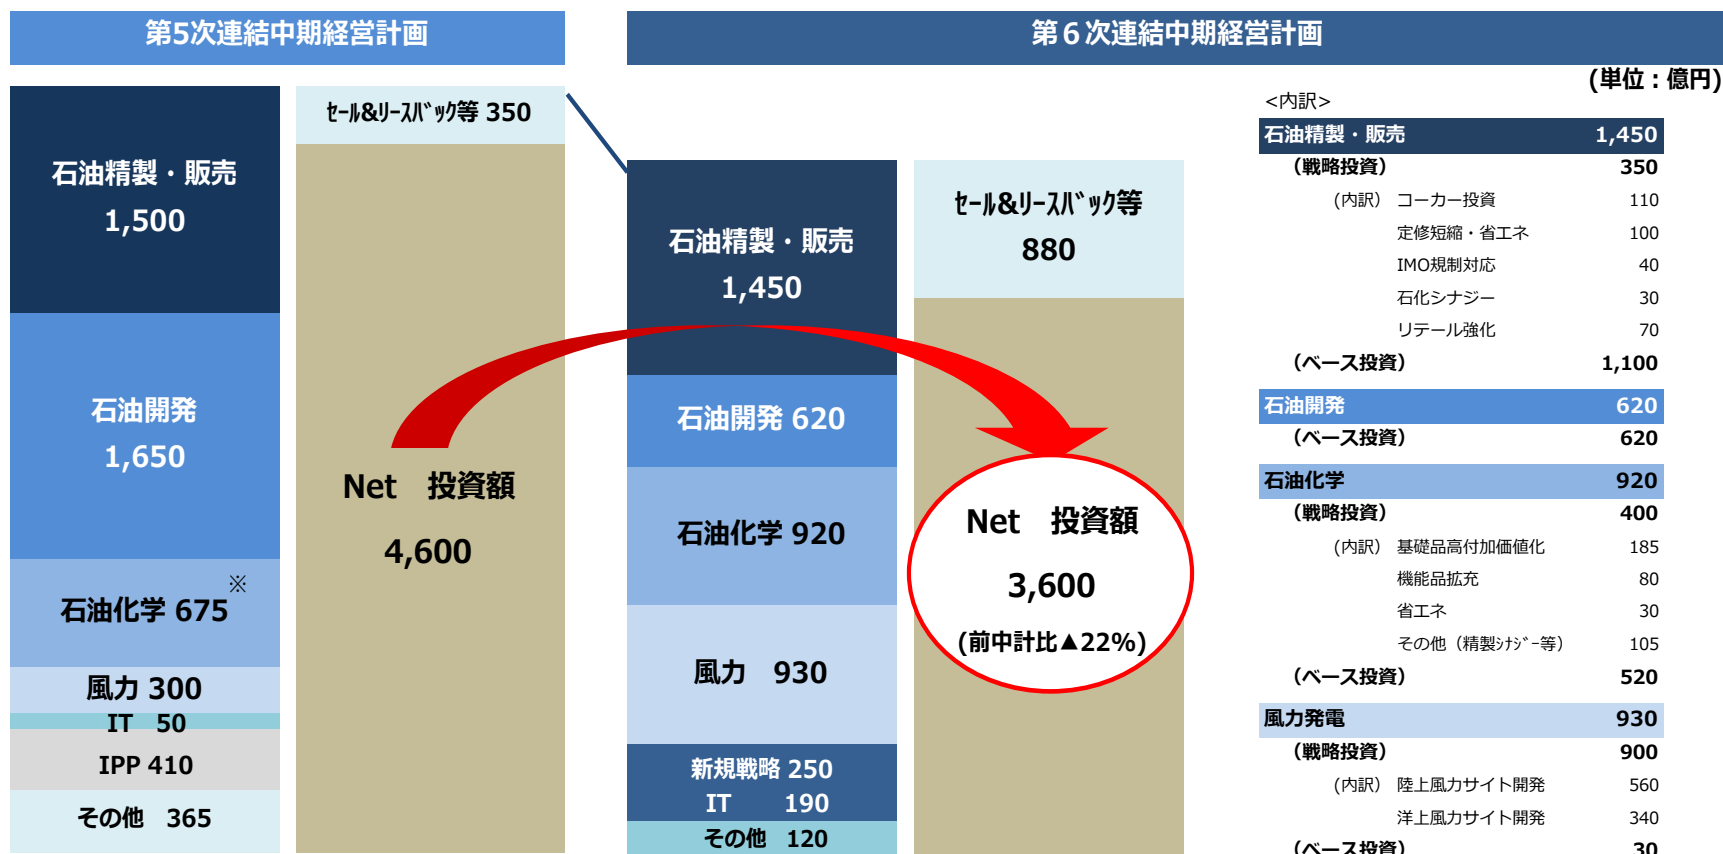 第5次連結中期経営計画
石油精製・販売
1,500
石油開発
1,650
※
石油化学 675
風力 300
IT 50
IPP 410
その他 365
ｾｰﾙ&ﾘｰｽﾊﾞｯｸ等 350
Net 投資額
4,600
第６次連結中期経営計画
(単位：億円)
石油精製・販売
1,450
石油開発 620
石油化学 920
風力 930
新規戦略 250
IT 190
その他 120
ｾｰﾙ&ﾘｰｽﾊﾞｯｸ等
880
Net 投資額
3,600
(前中計比▲22%)
<内訳>
石油精製・販売 1,450
（戦略投資） 350
（内訳） コーカー投資 110
定修短縮・省エネ 100
IMO規制対応 40
石化シナジー 30
リテール強化 70
（ベース投資） 1,100
石油開発 620
（ベース投資） 620
石油化学 920
（戦略投資） 400
（内訳） 基礎品高付加価値化 185
機能品拡充 80
省エネ 30
その他（精製ｼﾅｼﾞｰ等） 105
（ベース投資） 520
風力発電 930
（戦略投資） 900
（内訳） 陸上風力サイト開発 560
洋上風力サイト開発 340
（ベース投資） 30